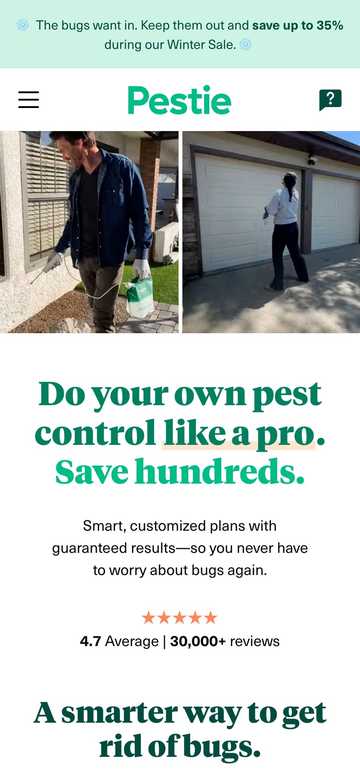 The bugs want in. Keep them out and save up to 35%
during our Winter Sale.
Pestie
?
Do your own pest
control like a pro.
Save hundreds.
Smart, customized plans with
guaranteed results—so you never have
to worry about bugs again.
4.7 Average | 30,000+ reviews
A smarter way to get
rid of bugs.